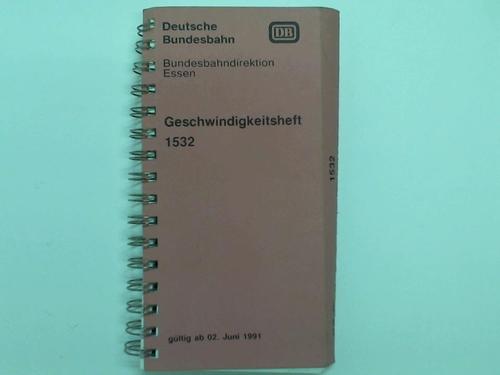 Deutsche
Bundesbahn
DB
Bundesbahndirektion
Essen
Geschwindigkeitsheft
1532
1532
gültig ab 02. Juni 1991